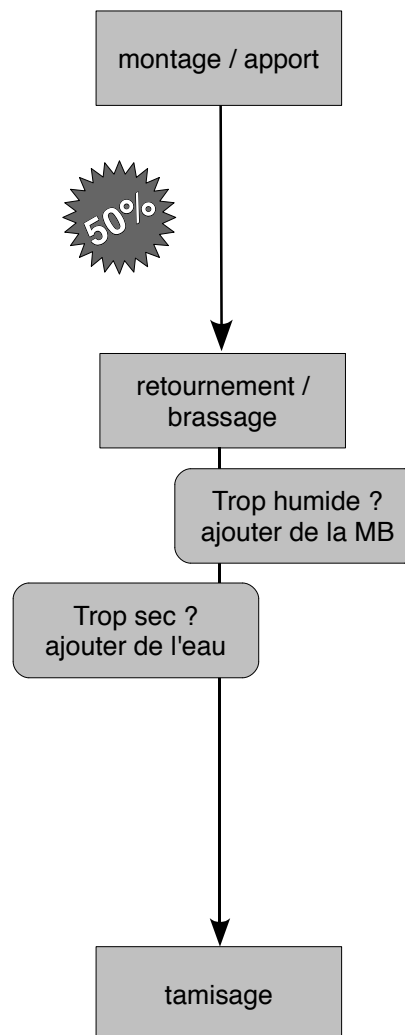 montage / apport
50%
retournement /
brassage
Trop humide ?
ajouter de la MB
Trop sec ?
ajouter de l'eau
tamisage